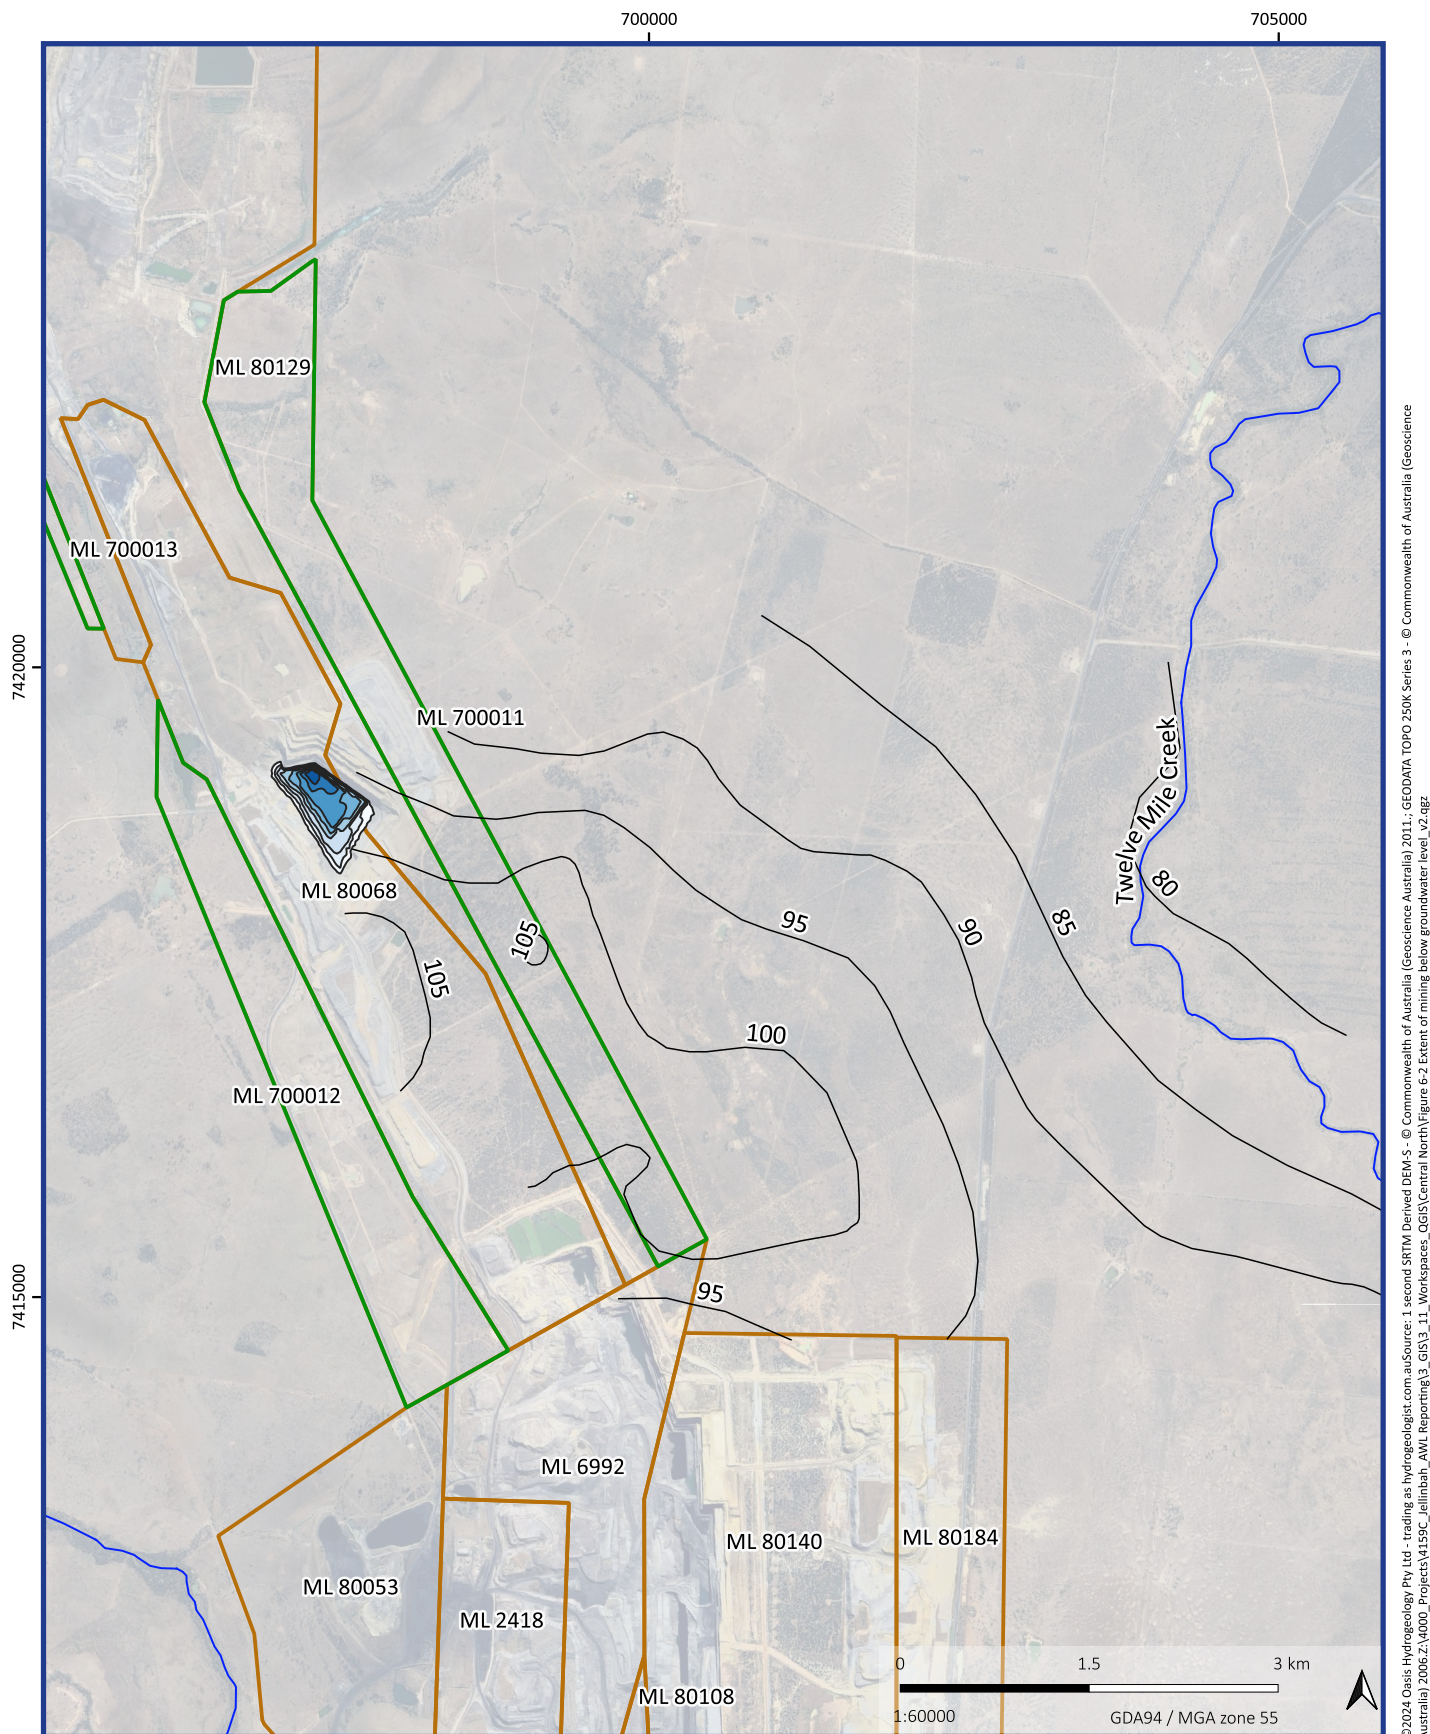 700000
705000
ML 80129
ML 700013
7420000
ML 700011
Twelve Mile Creek
80
ML 80068
105
105
95
90
85
100
ML 700012
7415000
95
ML 6992
ML 80140
ML 80184
ML 80053
ML 2418
ML 80108
0
1.5
3 km
1:60000
GDA94 / MGA zone 55
©2024 Oasis Hydrogeology Pty Ltd - trading as hydrogeologist.com.auSource: 1 second SRTM Derived DEM-S - © Commonwealth of Australia (Geoscience Australia) 2011.; GEODATA TOPO 250K Series 3 - © Commonwealth of Australia (Geoscience
ustralia) 2006.Z:\4000_Projects\4159C_Jellinbah_AWL Reporting\3_GIS\3_11_Workspaces_QGIS\Central North\Figure 6-2 Extent of mining below groundwater level_v2.qgz